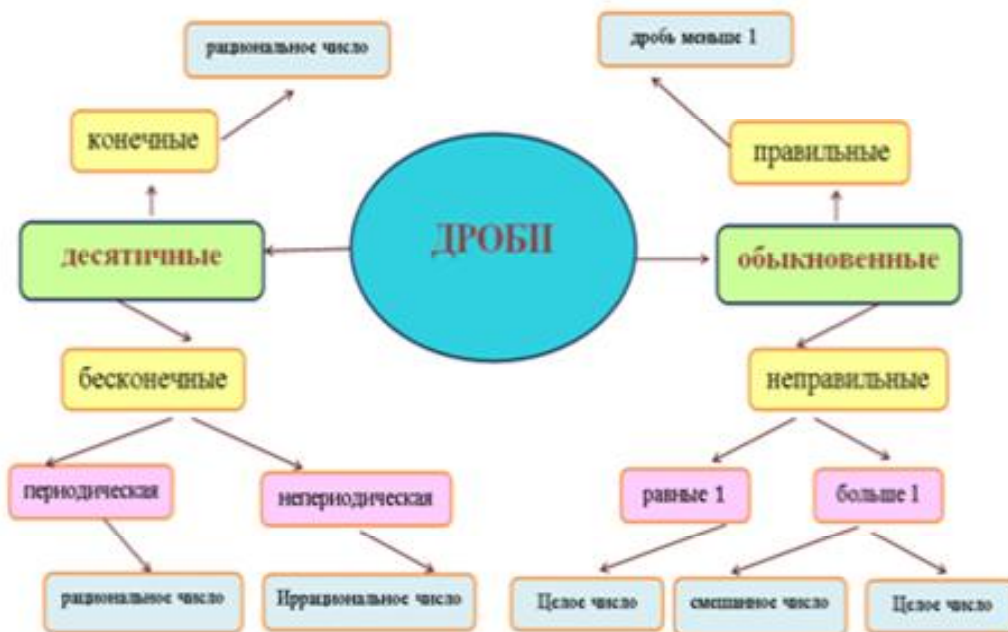 рациональное число
дробь меньше 1
конечные
правильные
ДРОБИ
десятичные
обыкновенные
бесконечные
неправильные
периодическая
непериодическая
равные 1
больше 1
рациональное число
Иррациональное число
Целое число
смешанное число
Целое число